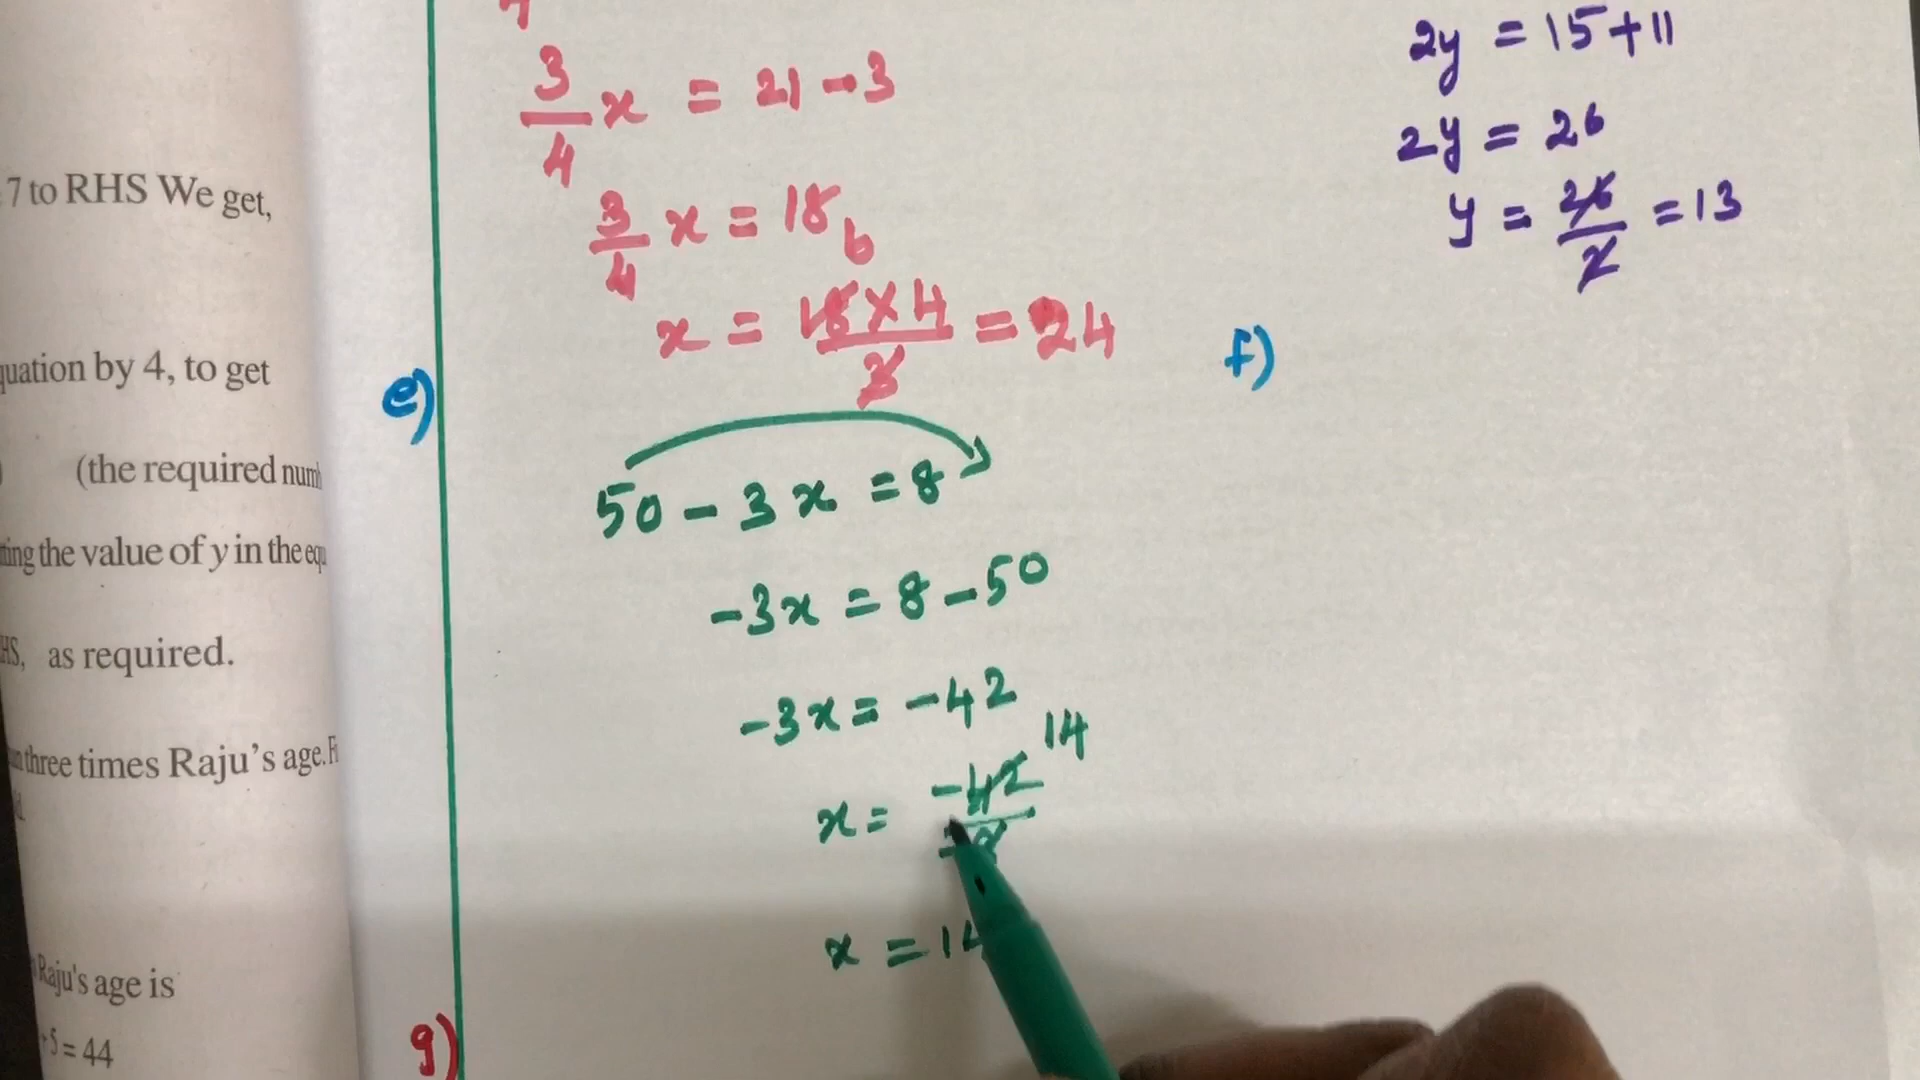 7 to RHS We get,
by 4, to get
(the required
the value of y in the
as required.
three times Raju's age.
Raju's age is
5 = 44
3/4 x = 21 - 3
3/4 x = 18
6
x = 18 × 4 / 3 = 24
e)
50 - 3x = 8
-3x = 8 - 50
-3x = -42
14
x = -42 / -3
x = 14
g)
2y = 15 + 11
2y = 26
y = 26/2 = 13
f)